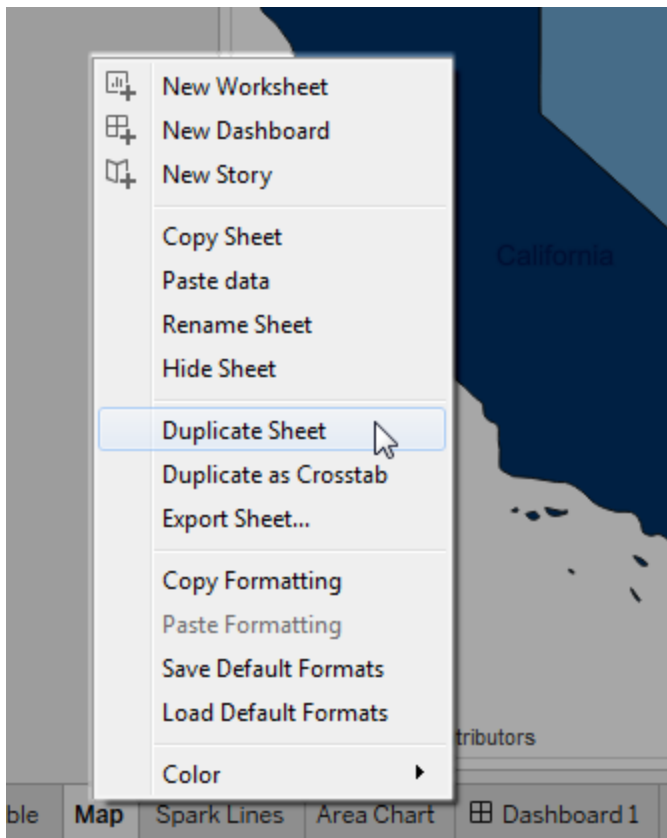 New Worksheet
New Dashboard
New Story
Copy Sheet
California
Paste data
Rename Sheet
Hide Sheet
Duplicate Sheet
Duplicate as Crosstab
Export Sheet...
Copy Formatting
Paste Formatting
Save Default Formats
Load Default Formats
tributors
Color
ble Map Spark Lines Area Chart Dashboard 1